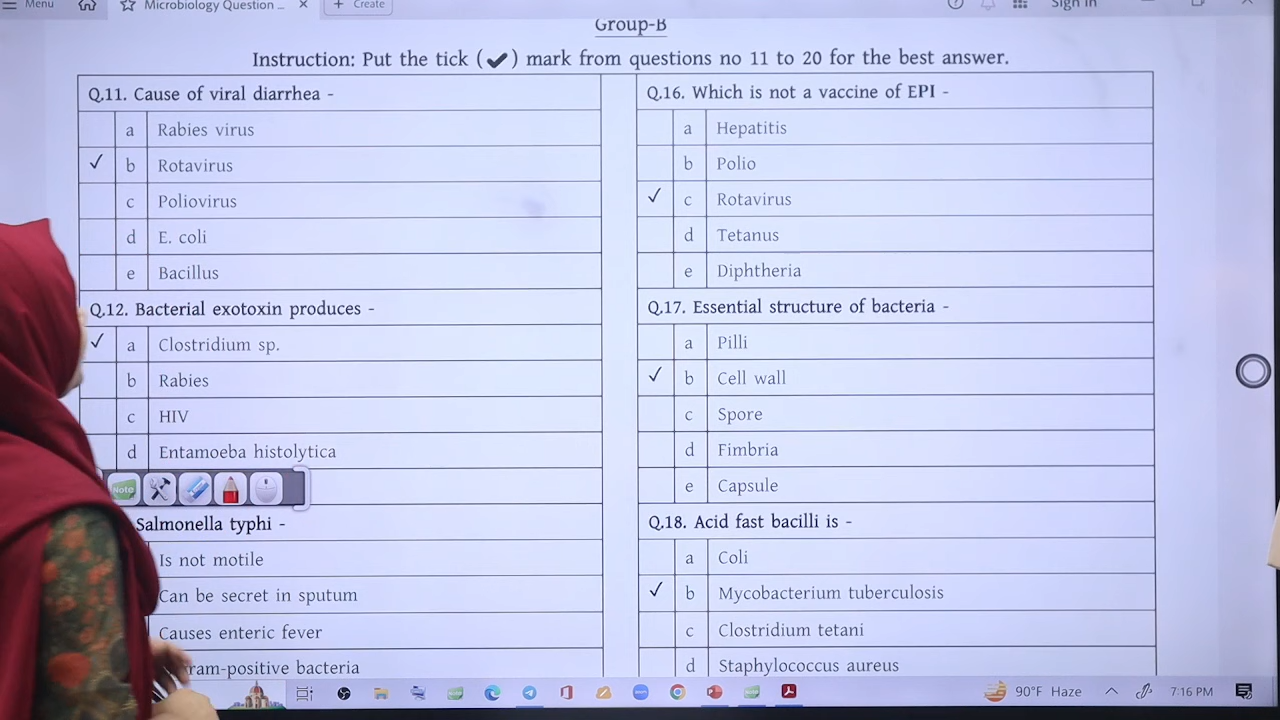 Menu
Microbiology Question ...
+ Create
Sign in
Group-B
Instruction: Put the tick (✔) mark from questions no 11 to 20 for the best answer.
Q.11. Cause of viral diarrhea -
a Rabies virus
✓ b Rotavirus
c Poliovirus
d E. coli
e Bacillus
Q.12. Bacterial exotoxin produces -
✓ a Clostridium sp.
b Rabies
c HIV
d Entamoeba histolytica
Note
Salmonella typhi -
Is not motile
Can be secret in sputum
Causes enteric fever
ram-positive bacteria
Q.16. Which is not a vaccine of EPI -
a Hepatitis
b Polio
✓ c Rotavirus
d Tetanus
e Diphtheria
Q.17. Essential structure of bacteria -
a Pilli
✓ b Cell wall
c Spore
d Fimbria
e Capsule
Q.18. Acid fast bacilli is -
a Coli
✓ b Mycobacterium tuberculosis
c Clostridium tetani
d Staphylococcus aureus
90°F Haze
7:16 PM